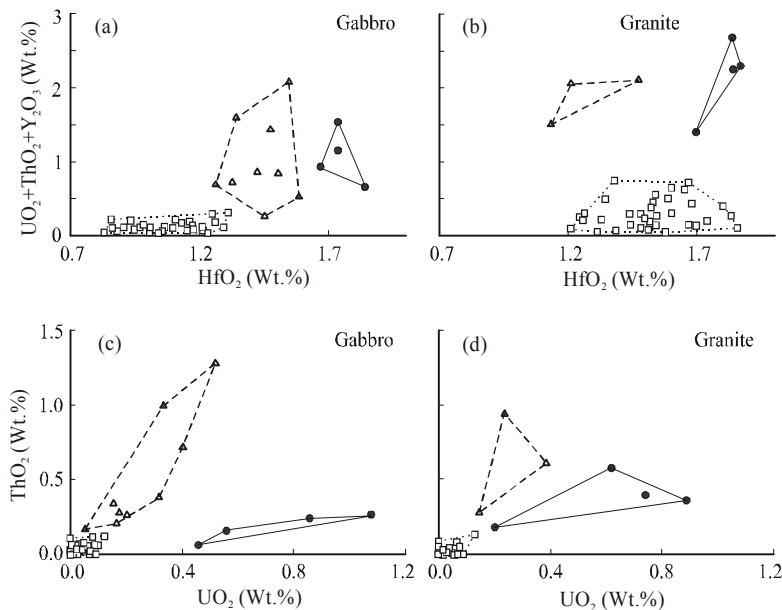 (a) Gabbro
(b) Granite
UO2+ThO2+Y2O3 (Wt.%)
3
2
1
0
0.7 1.2 1.7
HfO2 (Wt.%)
0.7 1.2 1.7
HfO2 (Wt.%)
(c) Gabbro
(d) Granite
ThO2 (Wt.%)
1.5
1.0
0.5
0.0
0.0 0.4 0.8 1.2
UO2 (Wt.%)
0.0 0.4 0.8 1.2
UO2 (Wt.%)